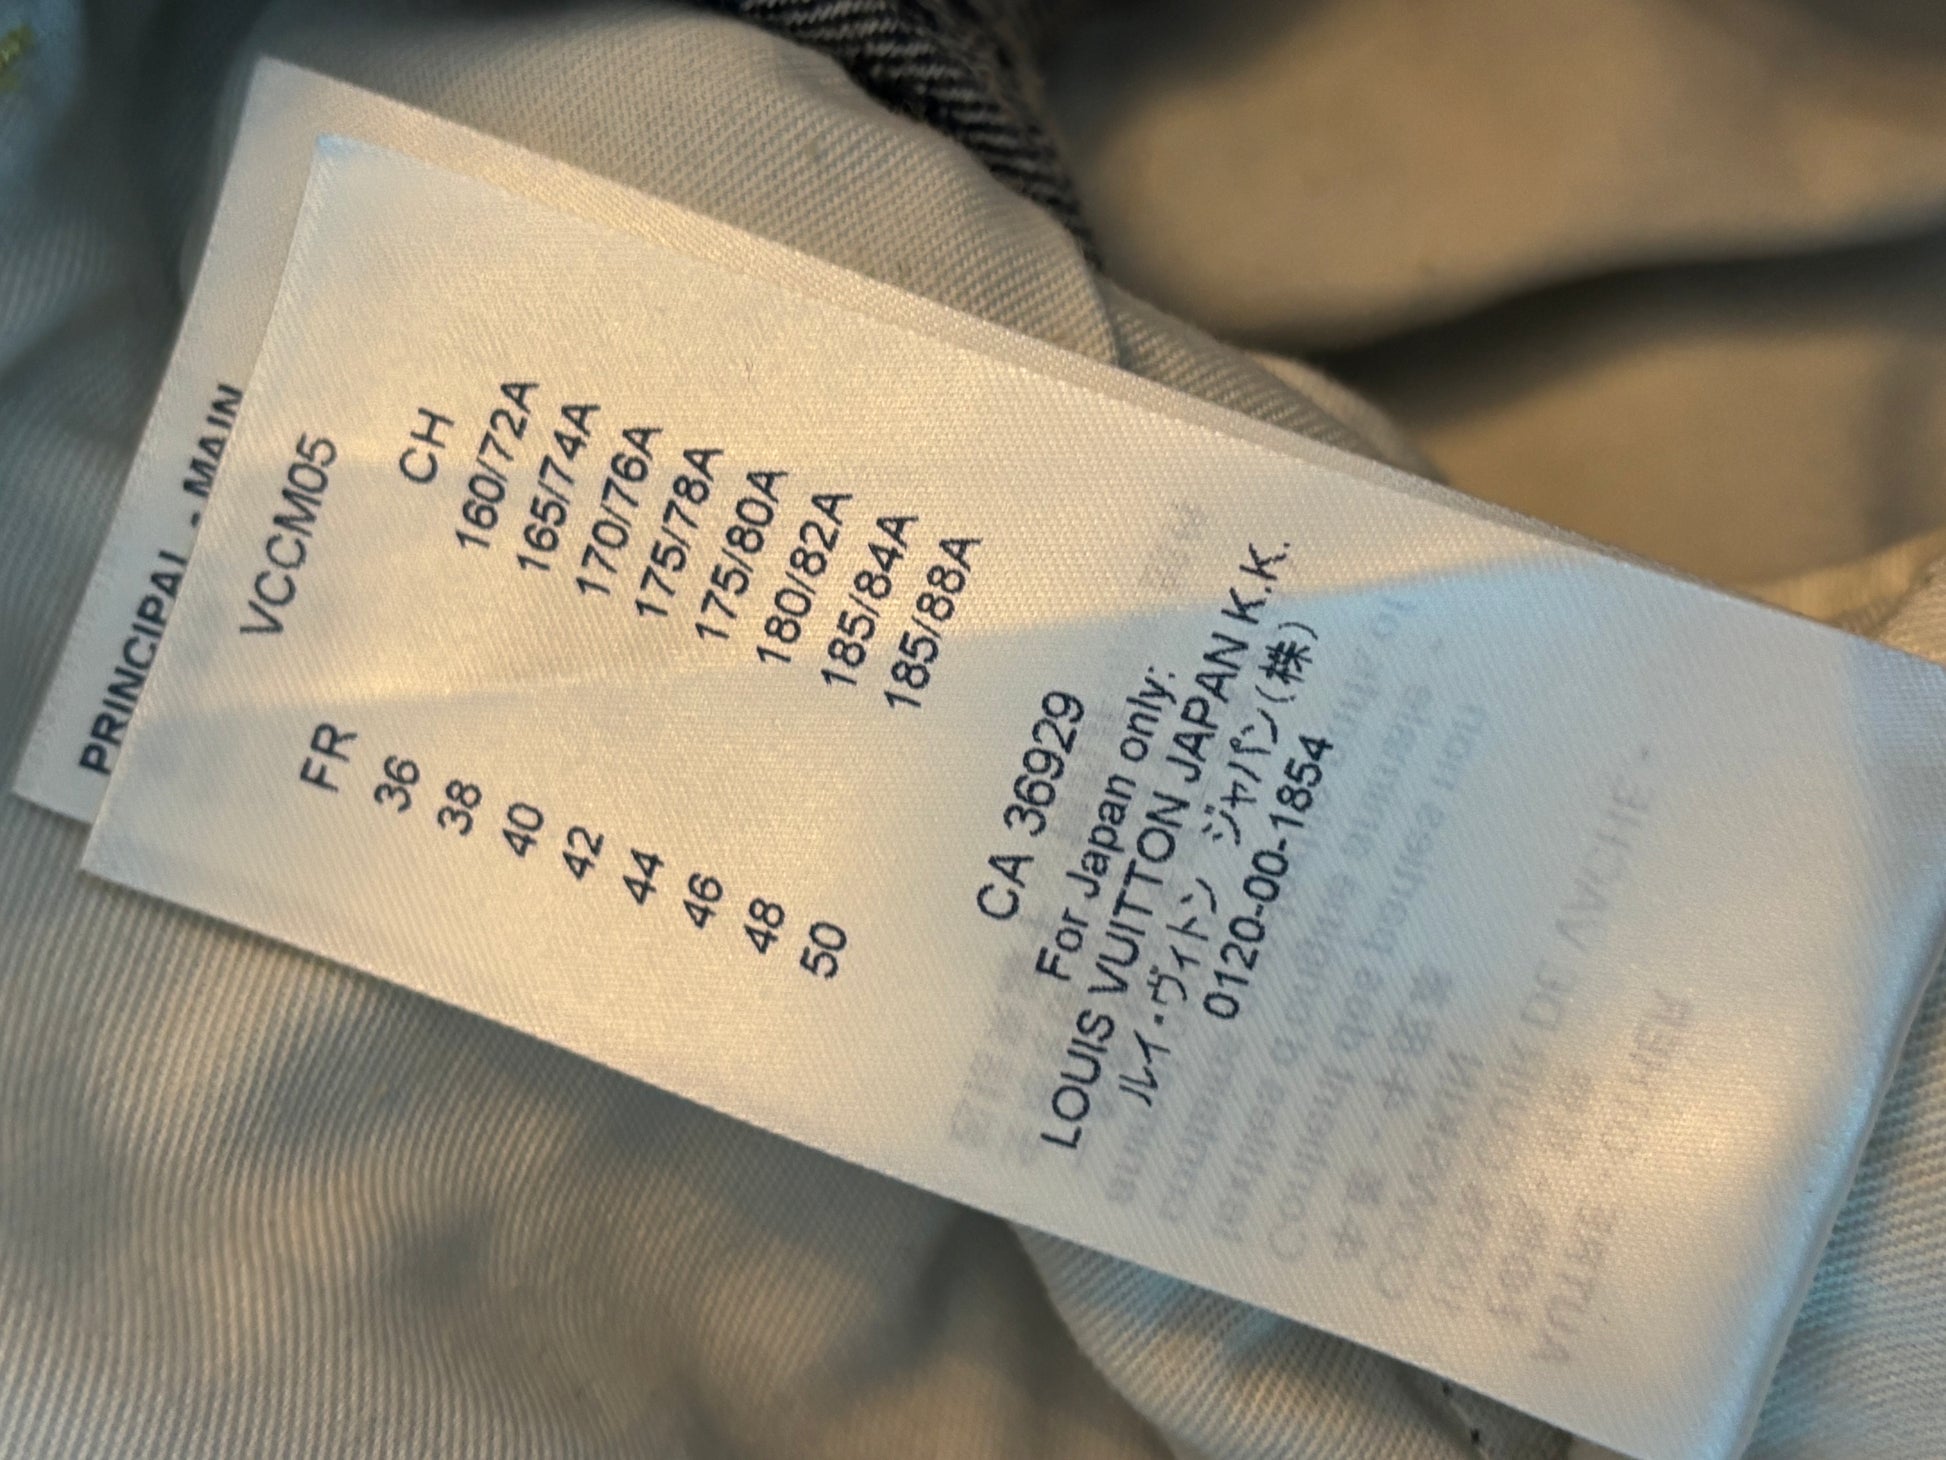 PRINCIPAL - MAIN
VCCM05
FR CH
36 160/72A
38 165/74A
40 170/76A
42 175/78A
44 175/80A
46 180/82A
48 185/84A
50 185/88A
CA 36929
For Japan only:
LOUIS VUITTON JAPAN K.K.
ルイ・ヴィトン ジャパン(株)
0120-00-1854